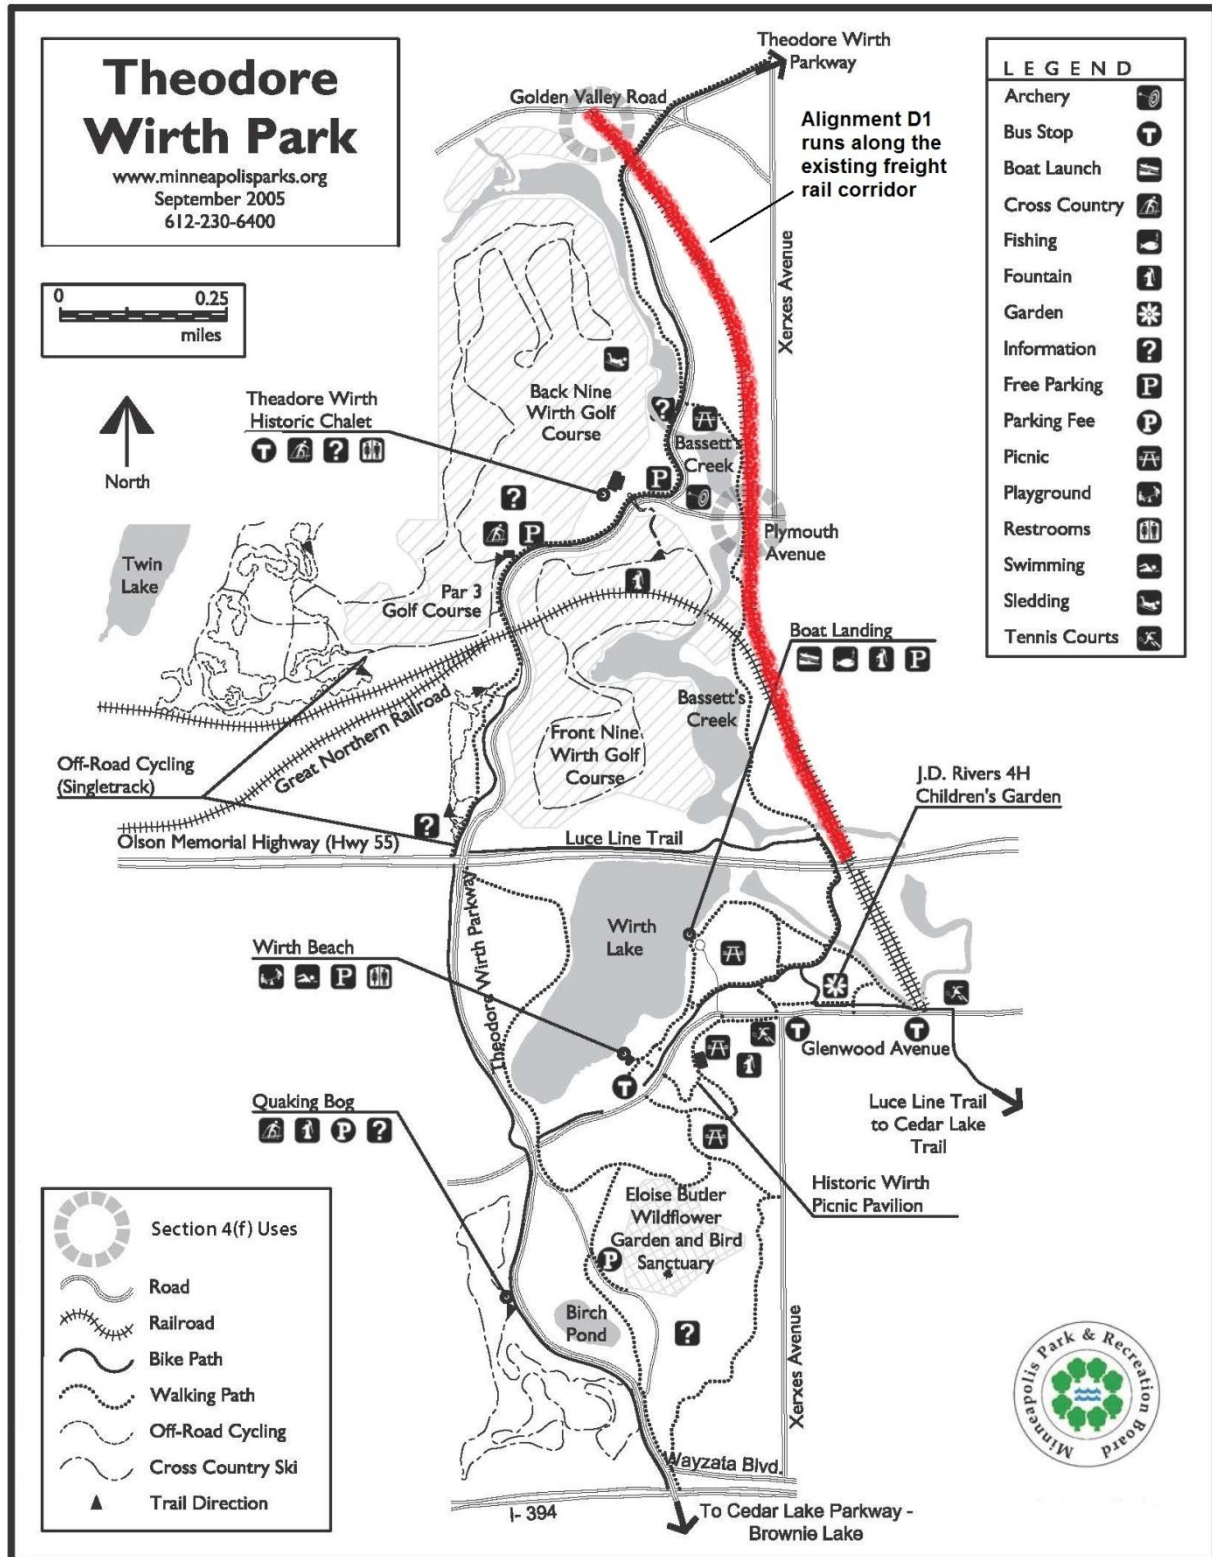 Theodore
Wirth Park
www.minneapolisparks.org
September 2005
612-230-6400
0 0.25
miles
North
Theodore Wirth
Parkway
Golden Valley Road
Alignment D1
runs along the
existing freight
rail corridor
LEGEND
Archery
Bus Stop
T
Boat Launch
Cross Country
Fishing
Fountain
Garden
Information
?
Free Parking
P
Parking Fee
P
Picnic
Playground
Restrooms
Swimming
Sledding
Tennis Courts
Xerxes Avenue
Back Nine
Wirth Golf
Course
Theadore Wirth
Historic Chalet
T ?
?
Bassett's
Creek
P
?
P
Plymouth
Avenue
Twin
Lake
Par 3
Golf Course
Boat Landing
P
Great Northern Railroad
Bassett's
Creek
Front Nine
Wirth Golf
Course
Off-Road Cycling
(Singletrack)
J.D. Rivers 4H
Children's Garden
?
Olson Memorial Highway (Hwy 55)
Luce Line Trail
Theodore Wirth Parkway
Wirth
Lake
Wirth Beach
P
T
T
T
Glenwood Avenue
Quaking Bog
P ?
Luce Line Trail
to Cedar Lake
Trail
Historic Wirth
Picnic Pavilion
Eloise Butler
Wildflower
Garden and Bird
Sanctuary
P
Birch
Pond
?
Xerxes Avenue
Wayzata Blvd.
I- 394
To Cedar Lake Parkway -
Brownie Lake
Section 4(f) Uses
Road
Railroad
Bike Path
Walking Path
Off-Road Cycling
Cross Country Ski
Trail Direction
Minneapolis Park & Recreation Board